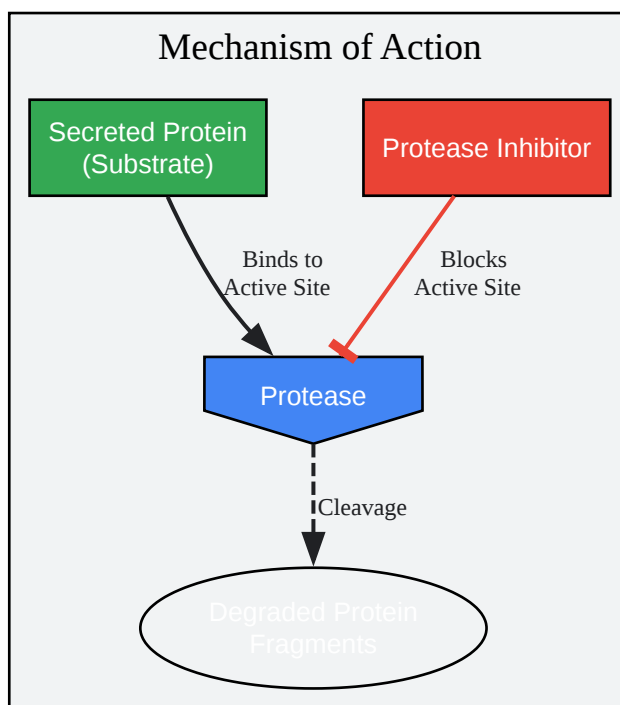 Mechanism of Action
Secreted Protein
(Substrate)
Protease Inhibitor
Binds to
Active Site
Blocks
Active Site
Protease
Cleavage
Degraded Protein
Fragments